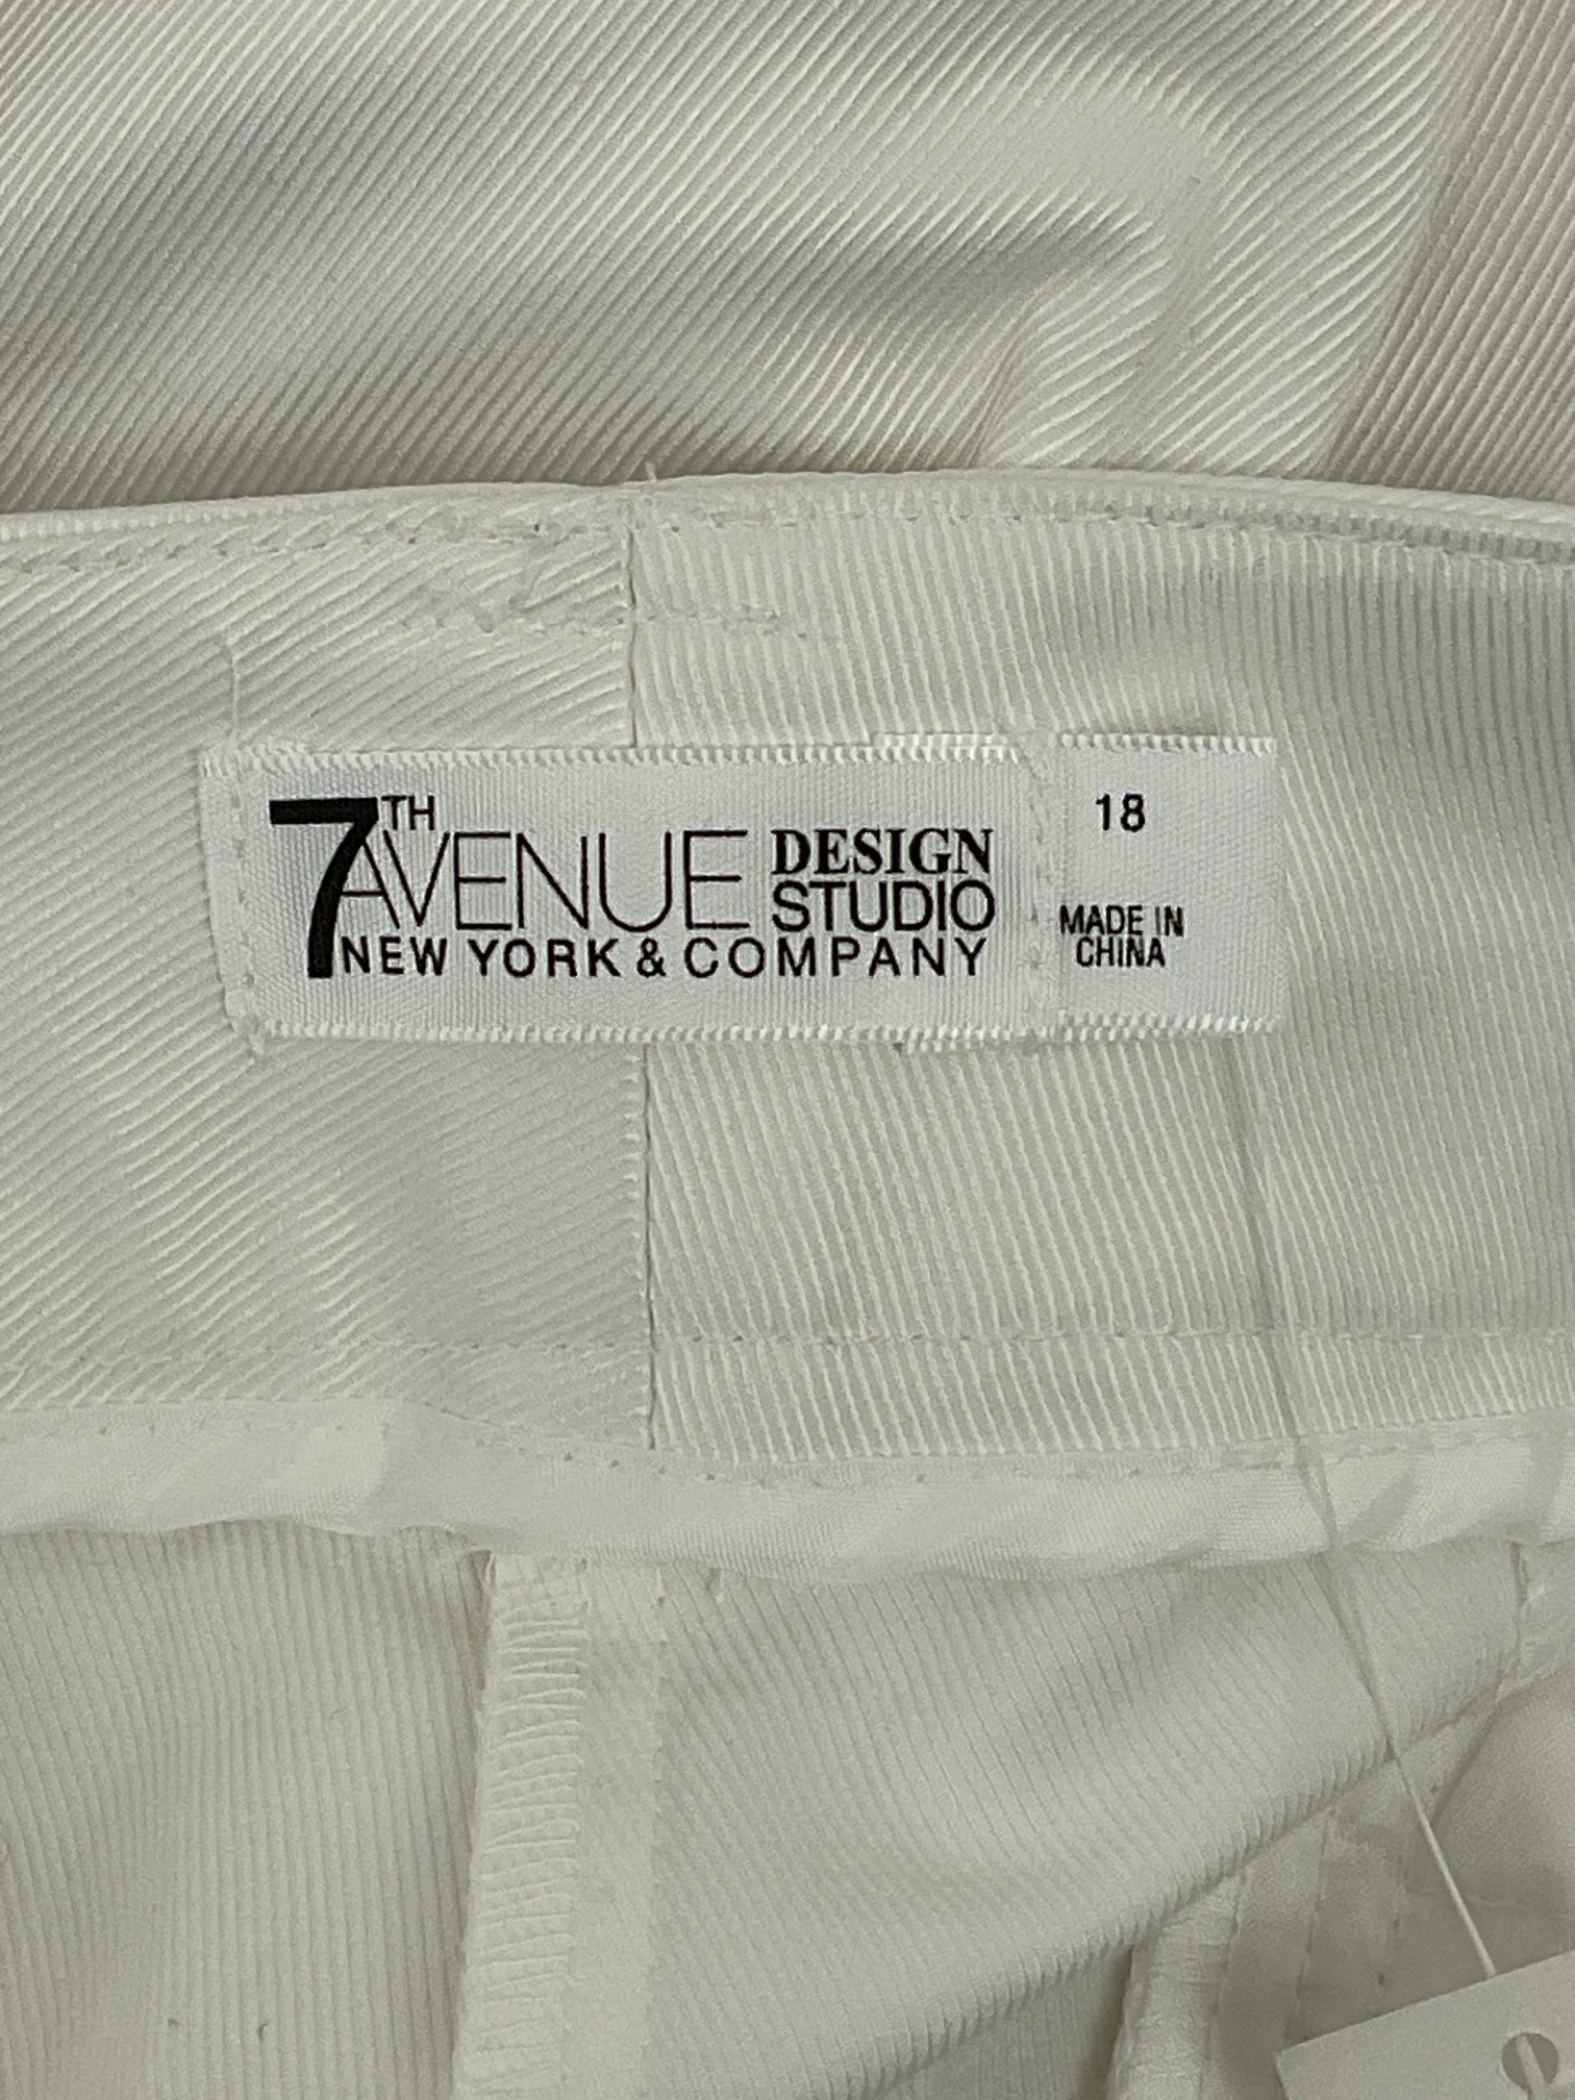 7TH
AVENUE DESIGN
STUDIO
NEW YORK & COMPANY
18
MADE IN
CHINA